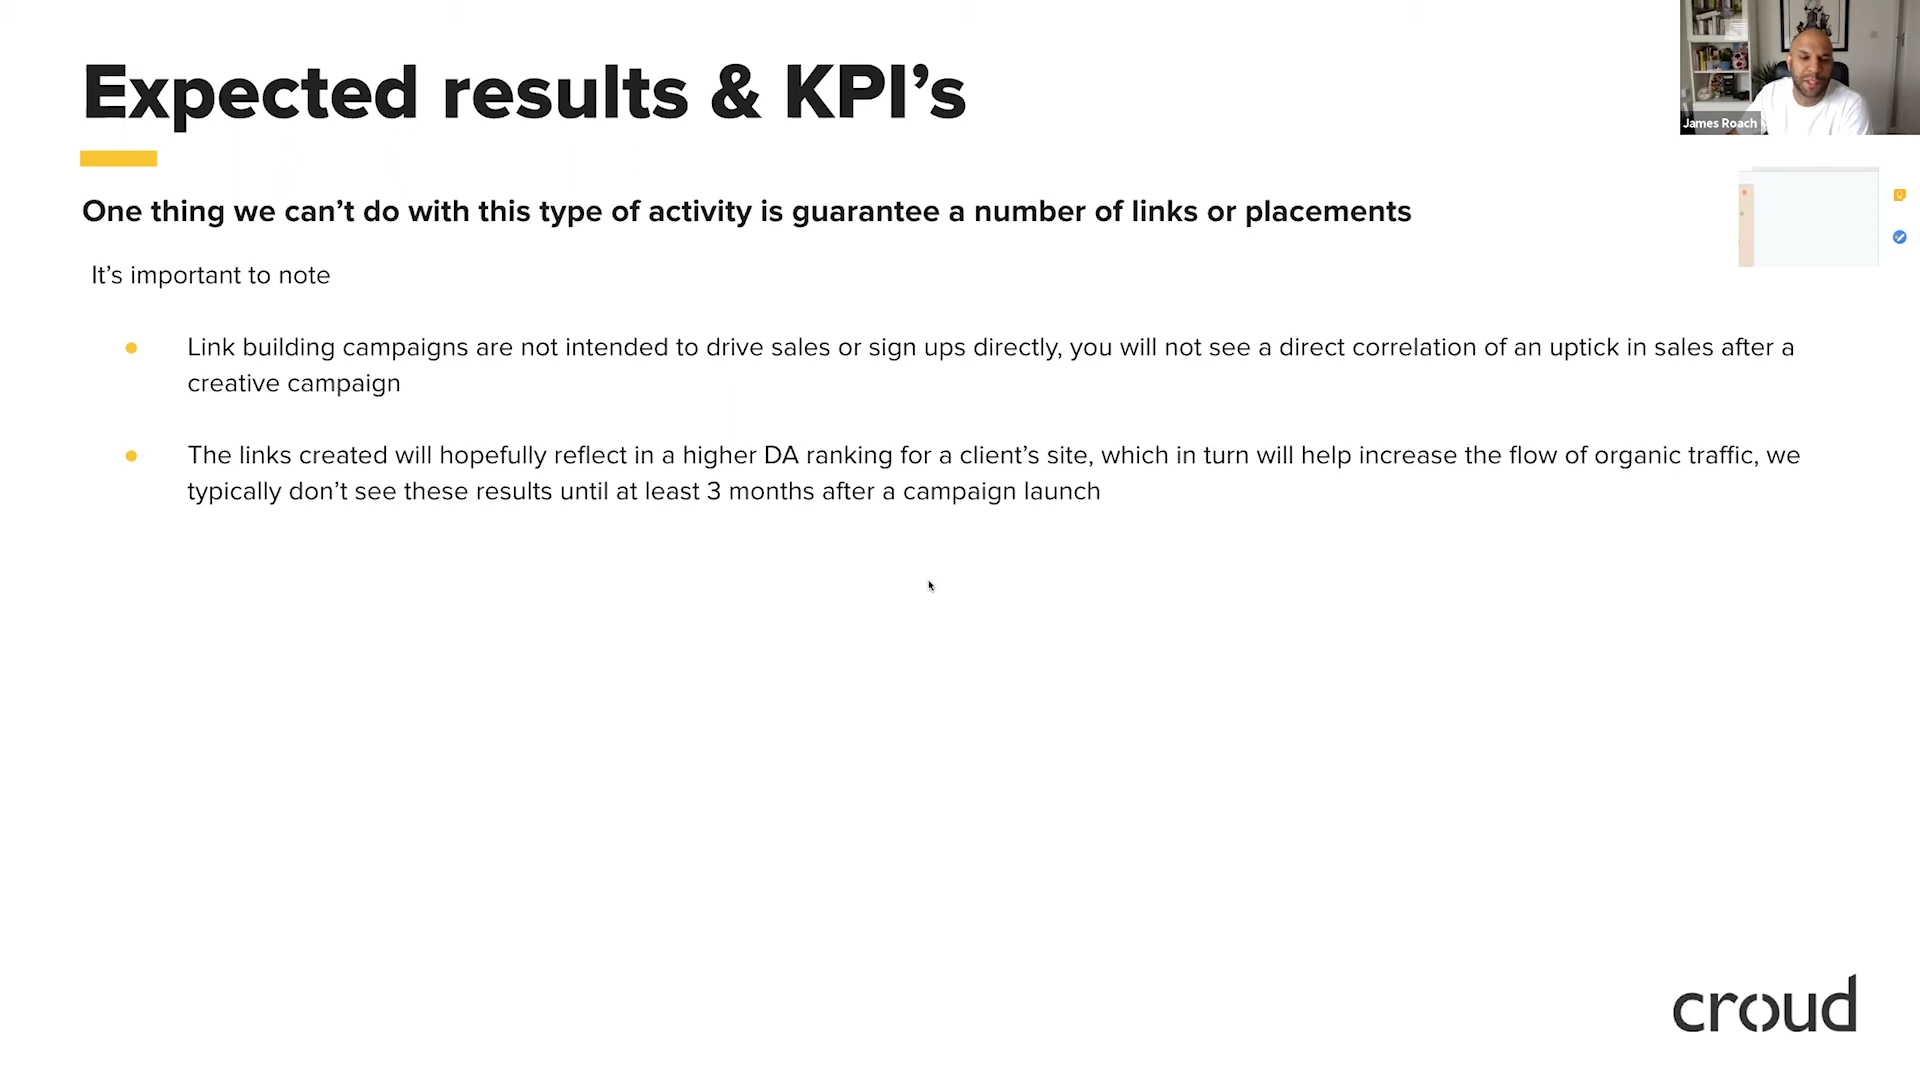 Expected results & KPI’s
James Roach
One thing we can’t do with this type of activity is guarantee a number of links or placements
It’s important to note
Link building campaigns are not intended to drive sales or sign ups directly, you will not see a direct correlation of an uptick in sales after a
creative campaign
The links created will hopefully reflect in a higher DA ranking for a client’s site, which in turn will help increase the flow of organic traffic, we
typically don’t see these results until at least 3 months after a campaign launch
croud